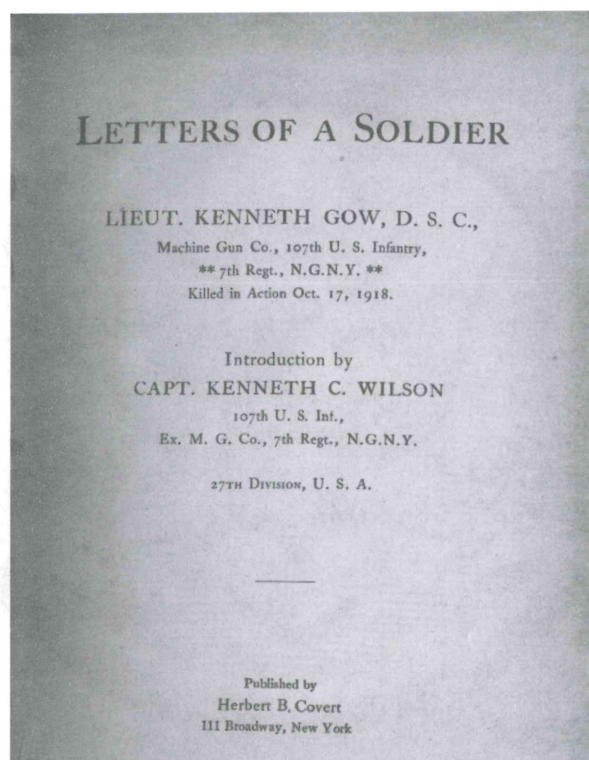 LETTERS OF A SOLDIER
LIEUT. KENNETH GOW, D. S. C.,
Machine Gun Co., 107th U. S. Infantry,
** 7th Regt., N.G.N.Y. **
Killed in Action Oct. 17, 1918.
Introduction by
CAPT. KENNETH C. WILSON
107th U. S. Inf.,
Ex. M. G. Co., 7th Regt., N.G.N.Y.
27TH DIVISION, U. S. A.
Published by
Herbert B. Covert
111 Broadway, New York